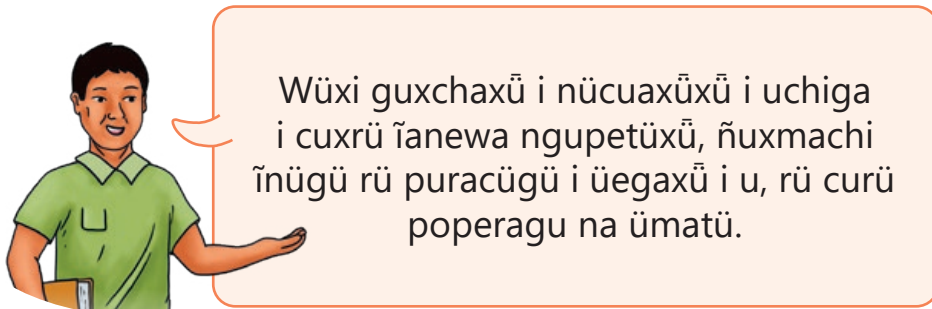 Wüxi guxchaxü̃ i nücuaxü̃xü̃ i uchiga
i cuxrü ĩanewa ngupetüxü̃, ñuxmachi
ĩnügü rü puracügü i üegaxü̃ i u, rü curü
poperagu na ümatü.